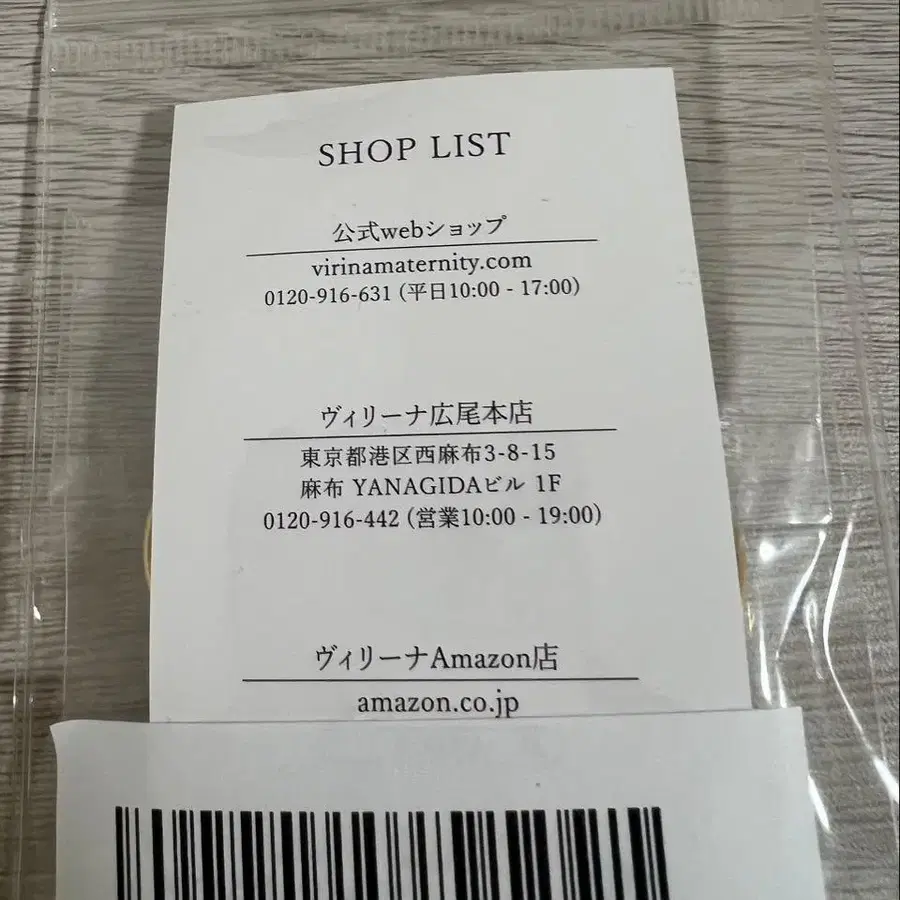 SHOP LIST
公式webショップ
virinamaternity.com
0120-916-631 (平日10:00 - 17:00)
ヴィリーナ広尾本店
東京都港区西麻布3-8-15
麻布 YANAGIDAビル 1F
0120-916-442 (営業10:00 - 19:00)
ヴィリーナAmazon店
amazon.co.jp